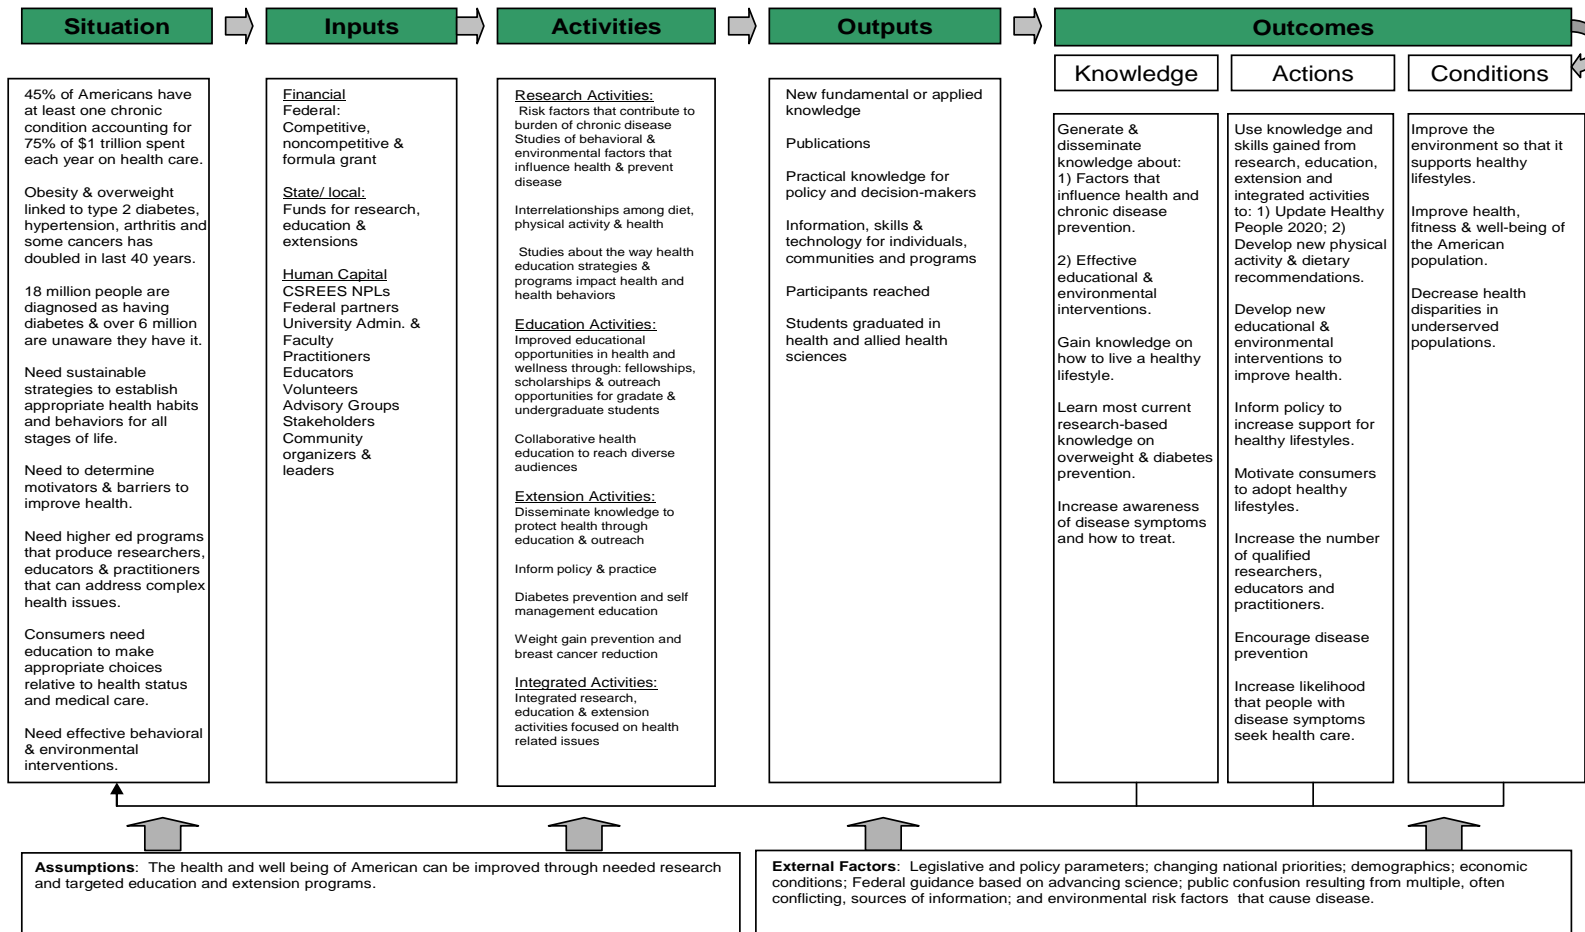 Situation
Inputs
Activities
Outputs
Outcomes
Knowledge
Actions
Conditions
45% of Americans have
at least one chronic
condition accounting for
75% of $1 trillion spent
each year on health care.
Obesity & overweight
linked to type 2 diabetes,
hypertension, arthritis and
some cancers has
doubled in last 40 years.
18 million people are
diagnosed as having
diabetes & over 6 million
are unaware they have it.
Need sustainable
strategies to establish
appropriate health habits
and behaviors for all
stages of life.
Need to determine
motivators & barriers to
improve health.
Need higher ed programs
that produce researchers,
educators & practitioners
that can address complex
health issues.
Consumers need
education to make
appropriate choices
relative to health status
and medical care.
Need effective behavioral
& environmental
interventions.
Financial
Federal:
Competitive,
noncompetitive &
formula grant
State/ local:
Funds for research,
education &
extensions
Human Capital
CSREES NPLs
Federal partners
University Admin. &
Faculty
Practitioners
Educators
Volunteers
Advisory Groups
Stakeholders
Community
organizers &
leaders
Research Activities:
Risk factors that contribute to
burden of chronic disease
Studies of behavioral &
environmental factors that
influence health & prevent
disease
Interrelationships among diet,
physical activity & health
Studies about the way health
education strategies &
programs impact health and
health behaviors
Education Activities:
Improved educational
opportunities in health and
wellness through: fellowships,
scholarships & outreach
opportunities for gradate &
undergraduate students
Collaborative health
education to reach diverse
audiences
Extension Activities:
Disseminate knowledge to
protect health through
education & outreach
Inform policy & practice
Diabetes prevention and self
management education
Weight gain prevention and
breast cancer reduction
Integrated Activities:
Integrated research,
education & extension
activities focused on health
related issues
New fundamental or applied
knowledge
Publications
Practical knowledge for
policy and decision-makers
Information, skills &
technology for individuals,
communities and programs
Participants reached
Students graduated in
health and allied health
sciences
Generate &
disseminate
knowledge about:
1) Factors that
influence health and
chronic disease
prevention.
2) Effective
educational &
environmental
interventions.
Gain knowledge on
how to live a healthy
lifestyle.
Learn most current
research-based
knowledge on
overweight & diabetes
prevention.
Increase awareness
of disease symptoms
and how to treat.
Use knowledge and
skills gained from
research, education,
extension and
integrated activities
to: 1) Update Healthy
People 2020; 2)
Develop new physical
activity & dietary
recommendations.
Develop new
educational &
environmental
interventions to
improve health.
Inform policy to
increase support for
healthy lifestyles.
Motivate consumers
to adopt healthy
lifestyles.
Increase the number
of qualified
researchers,
educators and
practitioners.
Encourage disease
prevention
Increase likelihood
that people with
disease symptoms
seek health care.
Improve the
environment so that it
supports healthy
lifestyles.
Improve health,
fitness & well-being of
the American
population.
Decrease health
disparities in
underserved
populations.
Assumptions: The health and well being of American can be improved through needed research
and targeted education and extension programs.
External Factors: Legislative and policy parameters; changing national priorities; demographics; economic
conditions; Federal guidance based on advancing science; public confusion resulting from multiple, often
conflicting, sources of information; and environmental risk factors that cause disease.